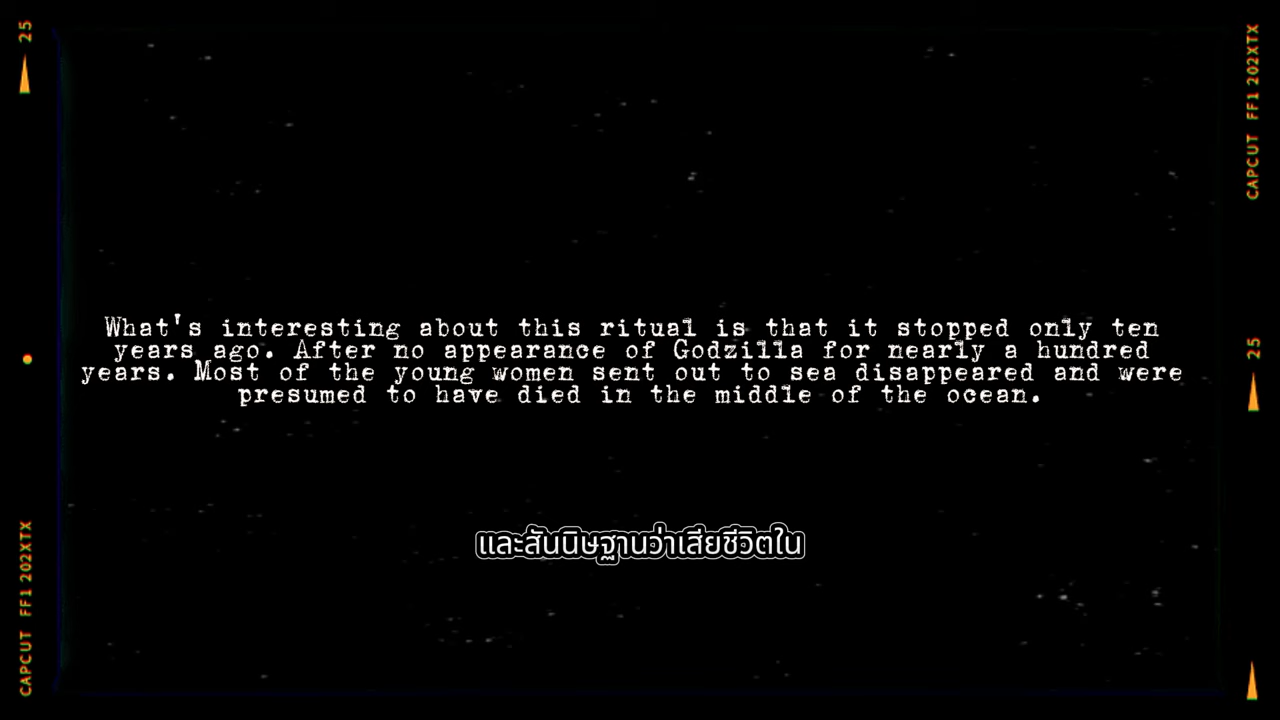 25
CAPCUT FF1 202XTX
What's interesting about this ritual is that it stopped only ten
years ago. After no appearance of Godzilla for nearly a hundred
years. Most of the young women sent out to sea disappeared and were
presumed to have died in the middle of the ocean.
25
และสันนิษฐานว่าเสียชีวิตใน
CAPCUT FF1 202XTX